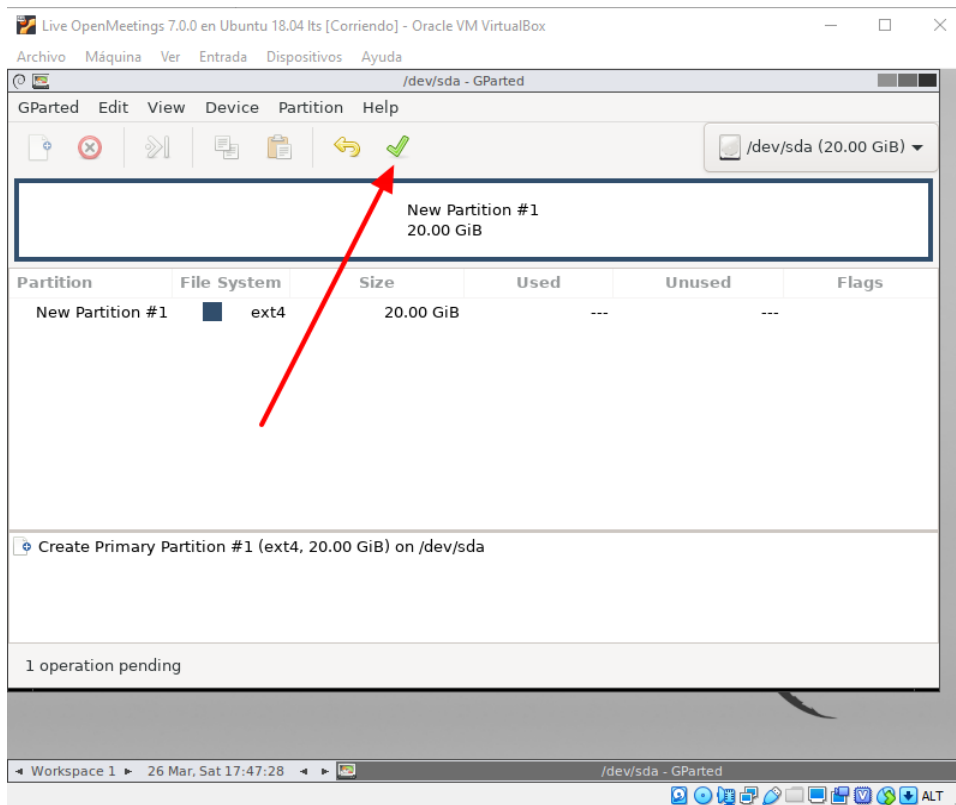 Live OpenMeetings 7.0.0 en Ubuntu 18.04 lts [Corriendo] - Oracle VM VirtualBox
Archivo Máquina Ver Entrada Dispositivos Ayuda
/dev/sda - GParted
GParted Edit View Device Partition Help
/dev/sda (20.00 GiB)
New Partition #1
20.00 GiB
Partition File System Size Used Unused Flags
New Partition #1 ext4 20.00 GiB --- ---
Create Primary Partition #1 (ext4, 20.00 GiB) on /dev/sda
1 operation pending
Workspace 1 26 Mar, Sat 17:47:28 /dev/sda - GParted
ALT